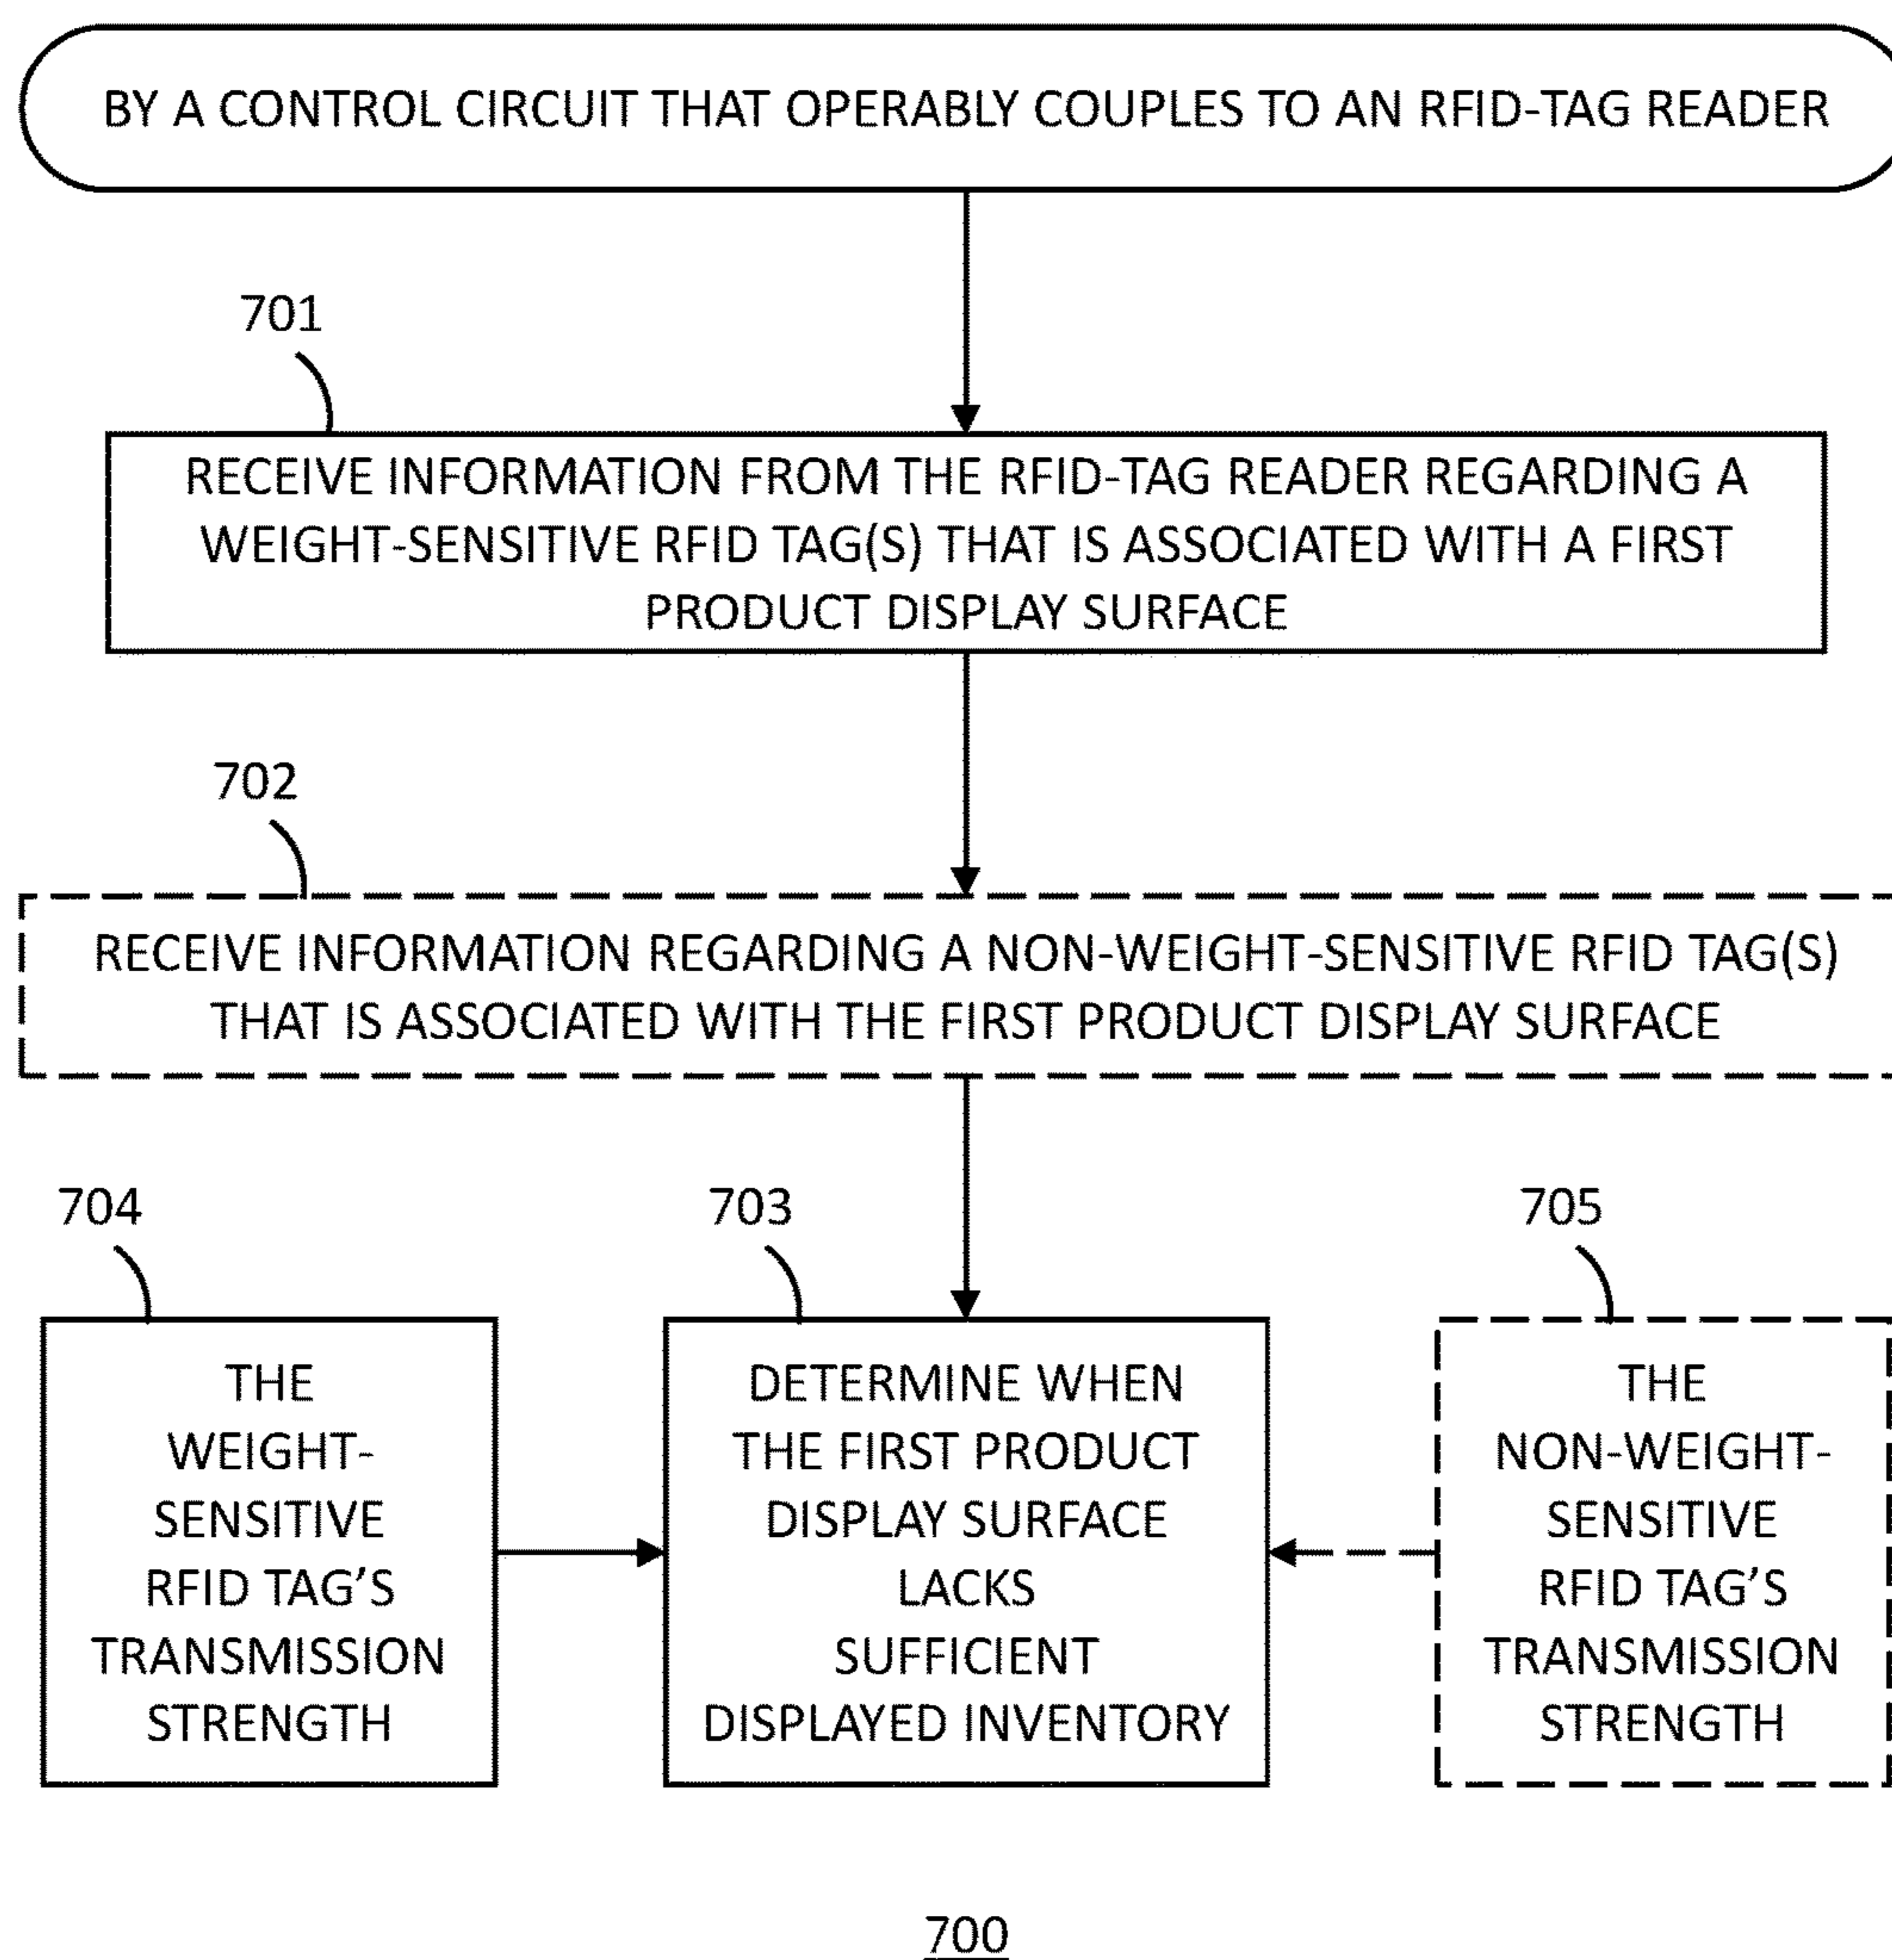 BY A CONTROL CIRCUIT THAT OPERABLY COUPLES TO AN RFID-TAG READER
701
RECEIVE INFORMATION FROM THE RFID-TAG READER REGARDING A
WEIGHT-SENSITIVE RFID TAG(S) THAT IS ASSOCIATED WITH A FIRST
PRODUCT DISPLAY SURFACE
702
RECEIVE INFORMATION REGARDING A NON-WEIGHT-SENSITIVE RFID TAG(S)
THAT IS ASSOCIATED WITH THE FIRST PRODUCT DISPLAY SURFACE
704
THE
WEIGHT-
SENSITIVE
RFID TAG’S
TRANSMISSION
STRENGTH
703
DETERMINE WHEN
THE FIRST PRODUCT
DISPLAY SURFACE
LACKS
SUFFICIENT
DISPLAYED INVENTORY
705
THE
NON-WEIGHT-
SENSITIVE
RFID TAG’S
TRANSMISSION
STRENGTH
700